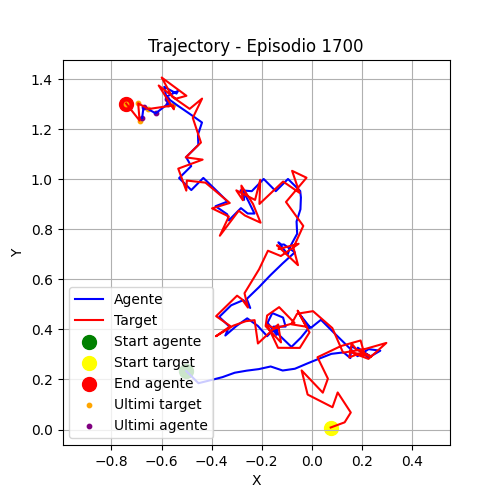 Trajectory - Episodio 1700
Y
1.4
1.2
1.0
0.8
0.6
0.4
0.2
0.0
Agente
Target
Start agente
Start target
End agente
Ultimi target
Ultimi agente
−0.8
−0.6
−0.4
−0.2
0.0
0.2
0.4
X